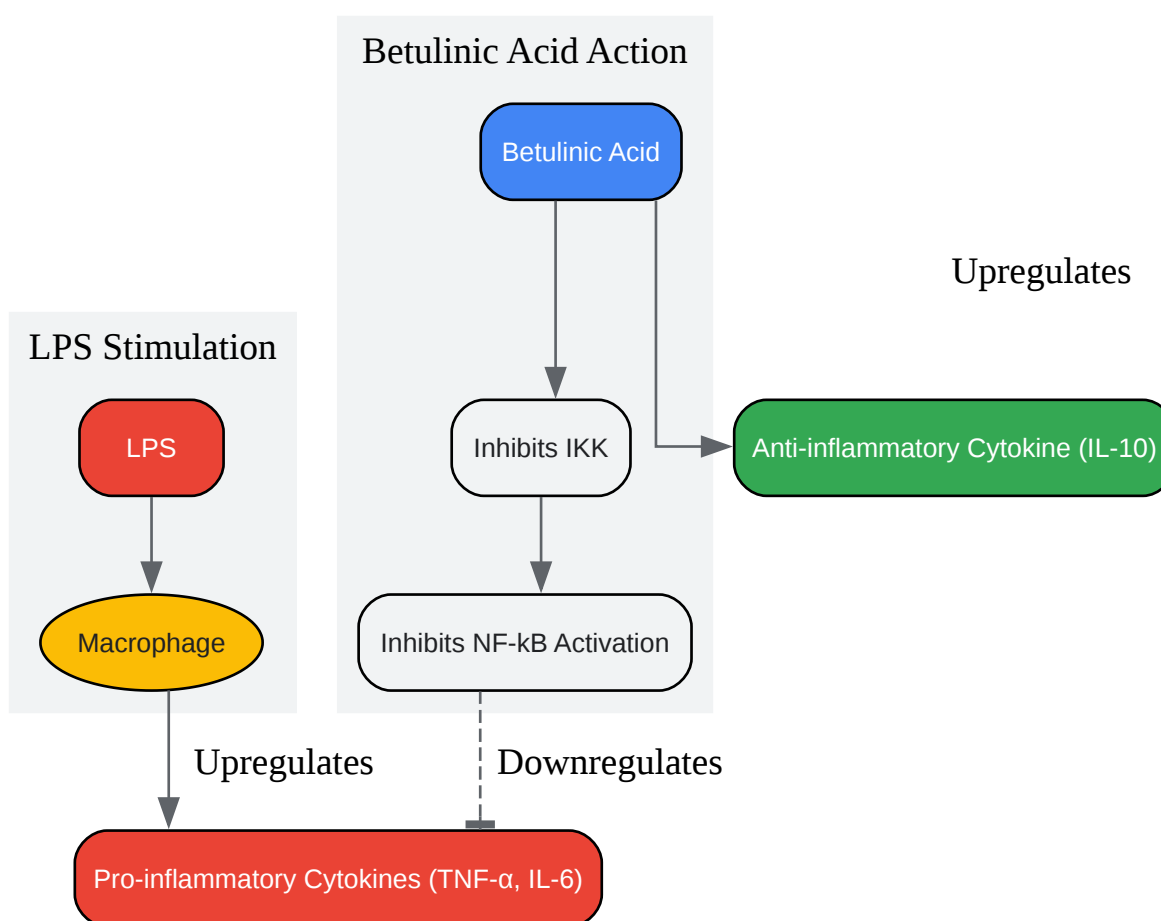 Betulinic Acid Action
Betulinic Acid
Upregulates
LPS Stimulation
LPS
Inhibits IKK
Anti-inflammatory Cytokine (IL-10)
Macrophage
Inhibits NF-kB Activation
Upregulates
Downregulates
Pro-inflammatory Cytokines (TNF-α, IL-6)